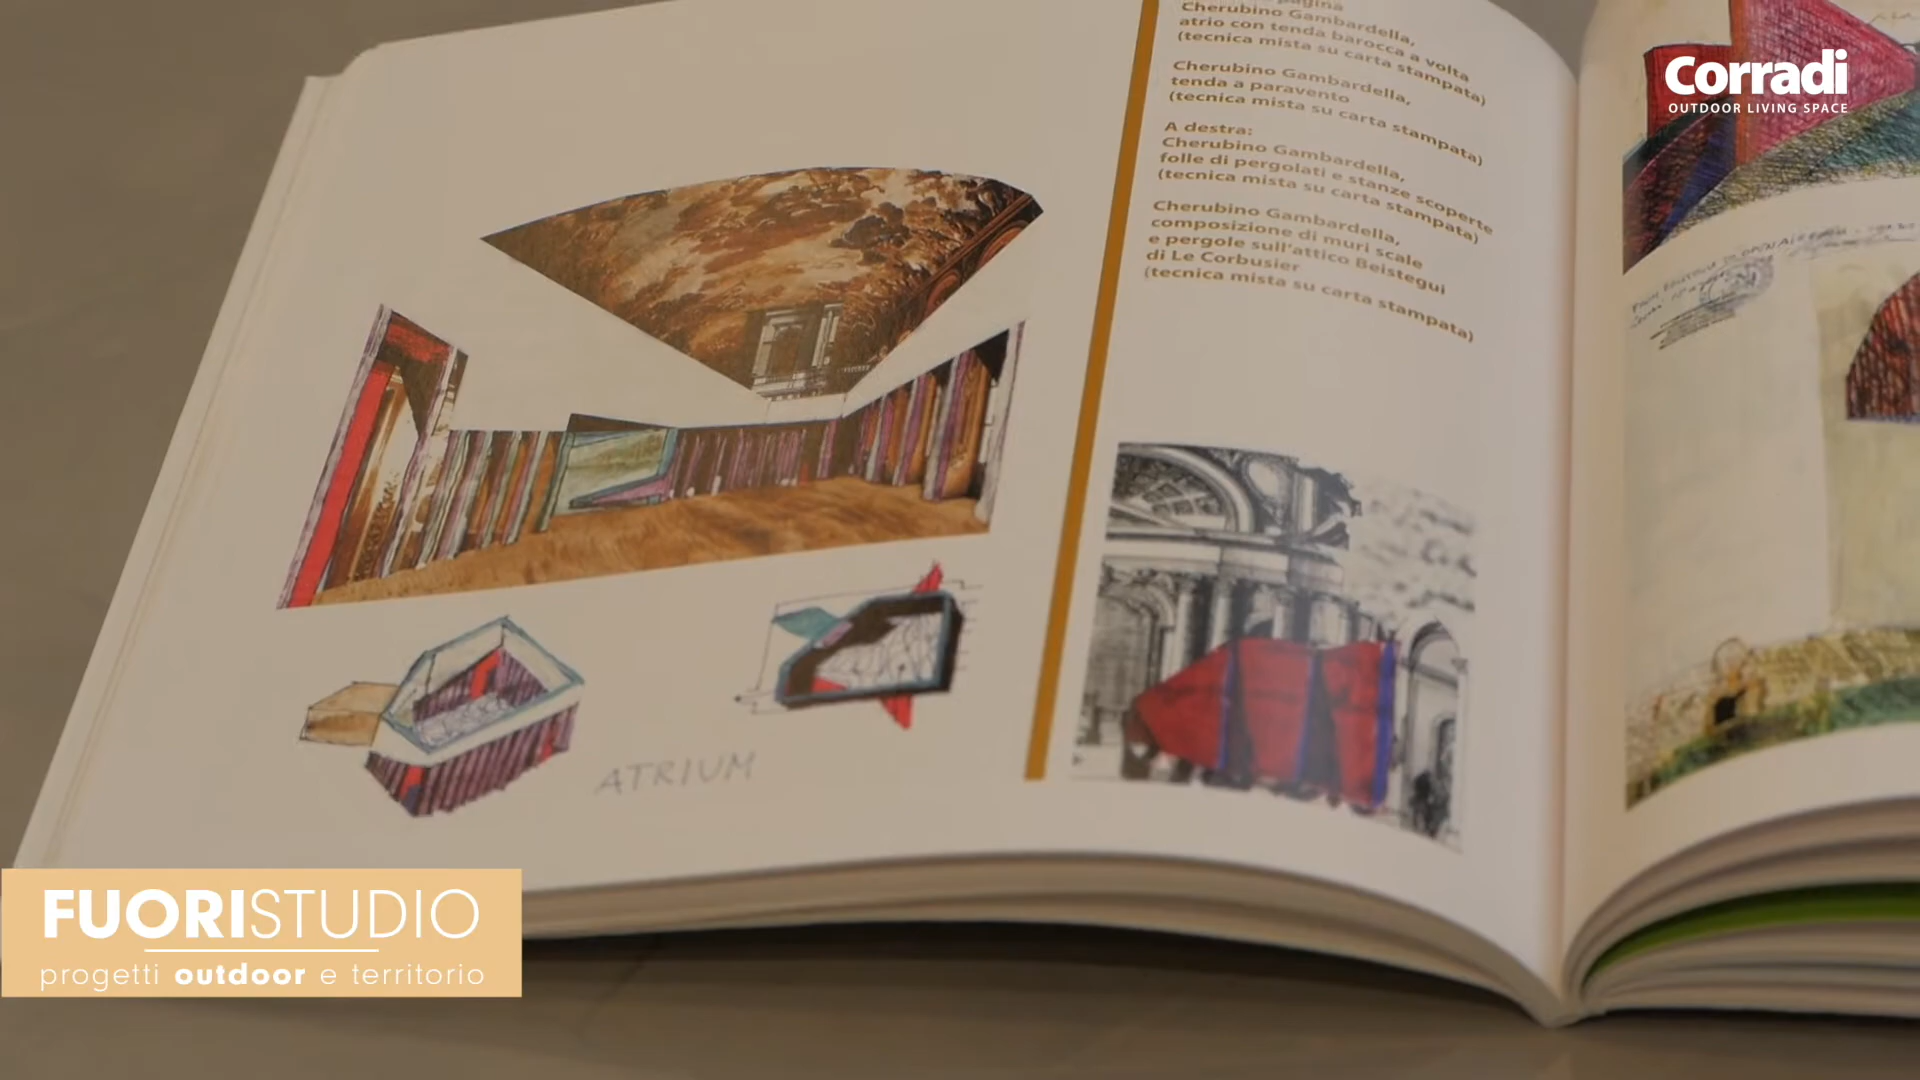 pagina
Cherubino Gambardella,
atrio con tenda barocca a volta
(tecnica mista su carta stampata)
Cherubino Gambardella,
tenda a paravento
(tecnica mista su carta stampata)
A destra:
Cherubino Gambardella,
folle di pergolati e stanze scoperte
(tecnica mista su carta stampata)
Cherubino Gambardella,
composizione di muri scale
e pergole sull'attico Beistegui
di Le Corbusier
(tecnica mista su carta stampata)
ATRIUM
Corradi
OUTDOOR LIVING SPACE
FUORISTUDIO
progetti outdoor e territorio